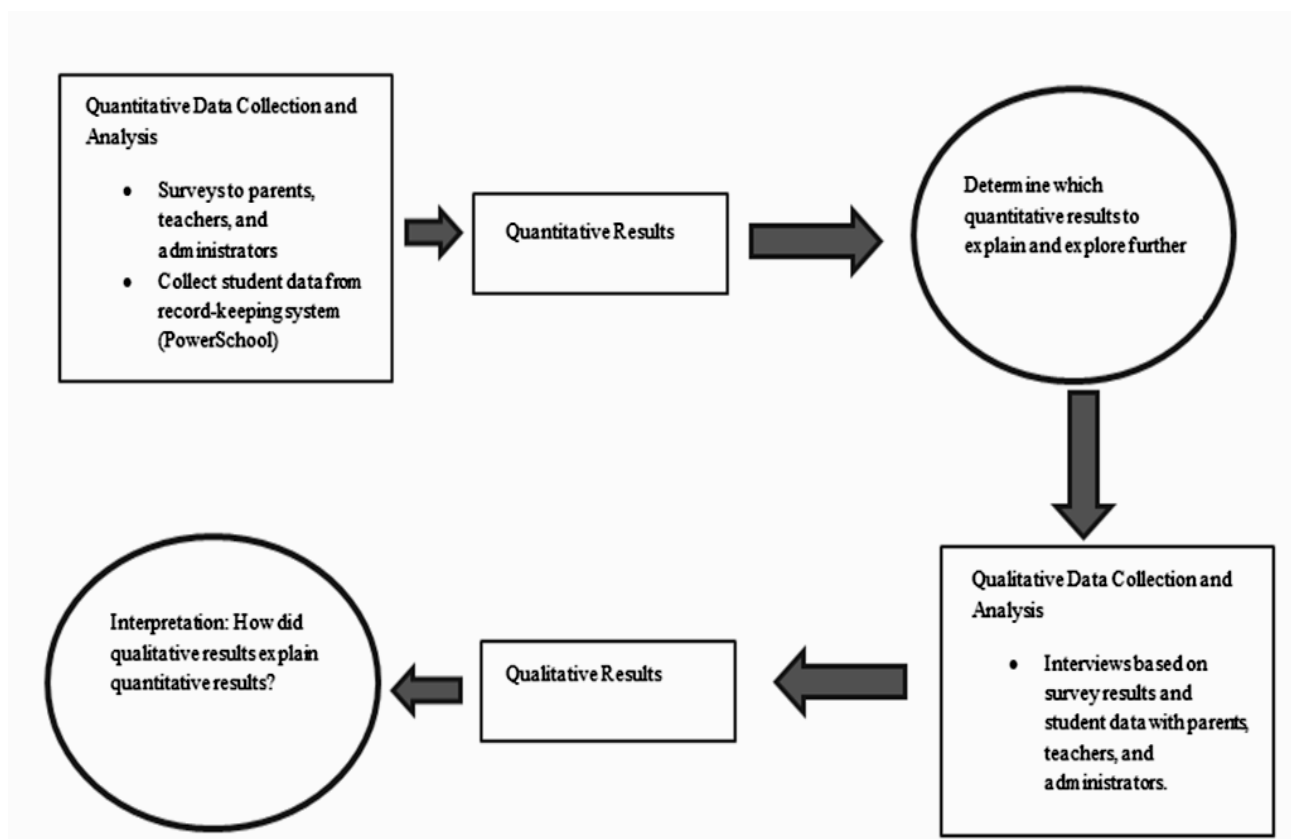 Quantitative Data Collection and
Analysis
• Surveys to parents,
teachers, and
administrators
• Collect student data from
record-keeping system
(PowerSchool)
Quantitative Results
Determine which
quantitative results to
explain and explore further
Qualitative Data Collection and
Analysis
• Interviews based on
survey results and
student data with parents,
teachers, and
administrators.
Qualitative Results
Interpretation: How did
qualitative results explain
quantitative results?